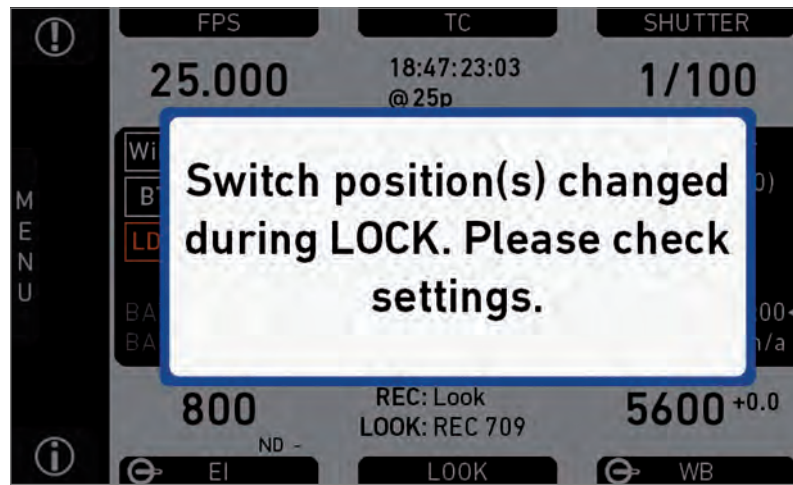 FPS TC SHUTTER
25.000 18:47:23:03 1/100
@25p
Switch position(s) changed
during LOCK. Please check
settings.
MENU
800 REC: Look 5600 +0.0
ND - LOOK: REC 709
EI LOOK WB